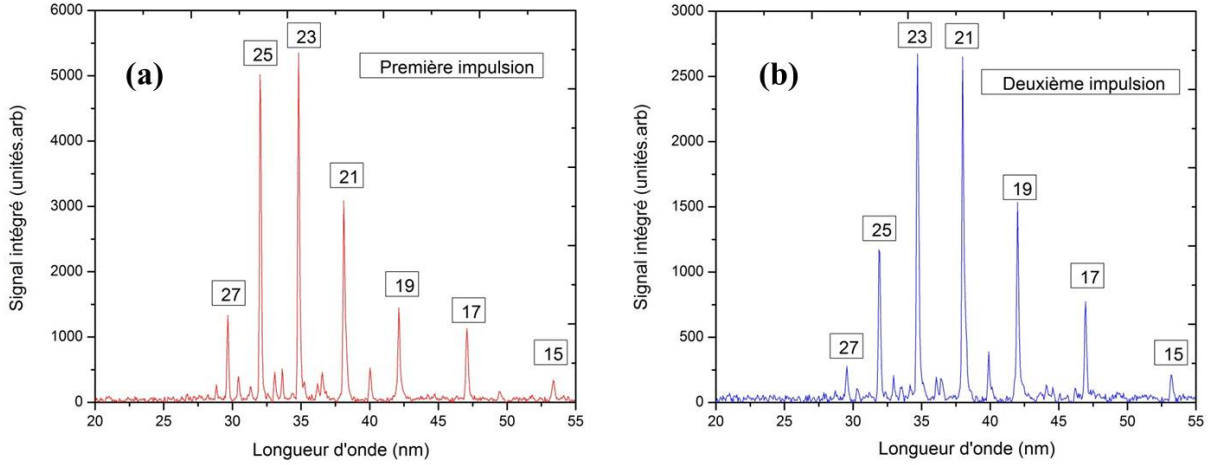 (a)
Première impulsion
27
25
23
21
19
17
15
6000
5000
4000
3000
2000
1000
0
20 25 30 35 40 45 50 55
Signal intégré (unités.arb)
Longueur d'onde (nm)
(b)
Deuxième impulsion
27
25
23
21
19
17
15
3000
2500
2000
1500
1000
500
0
20 25 30 35 40 45 50 55
Signal intégré (unités.arb)
Longueur d'onde (nm)